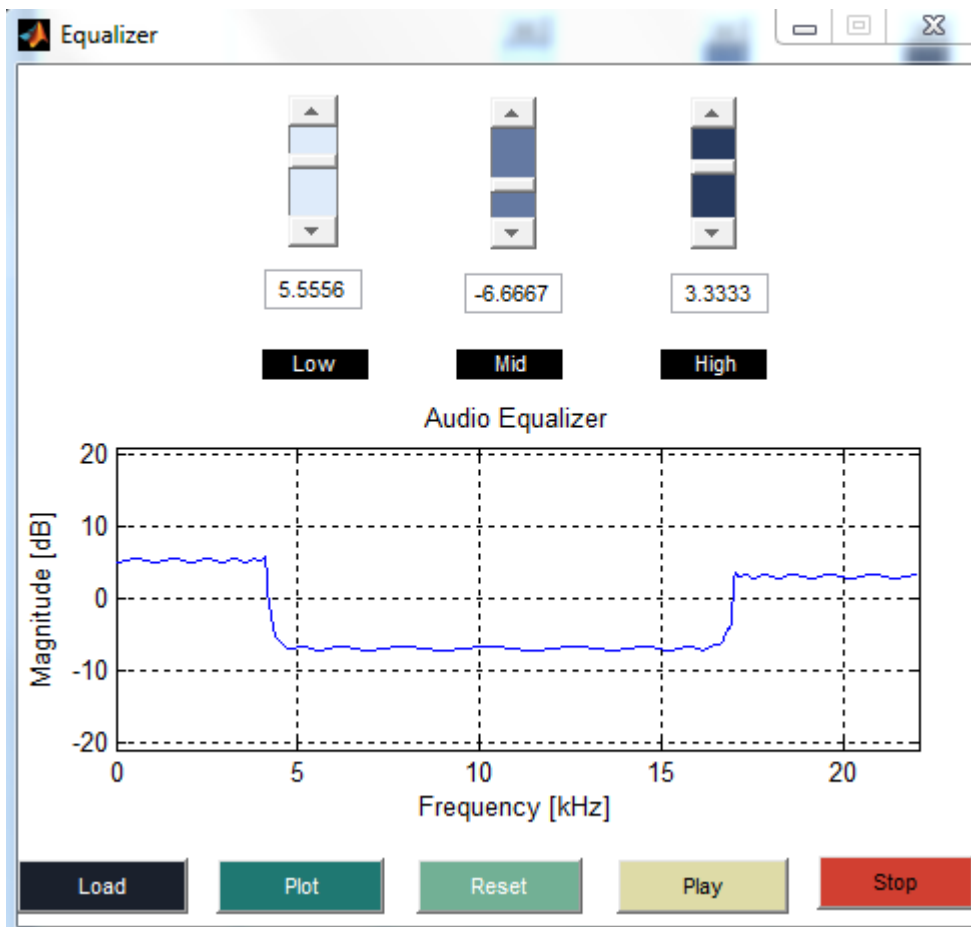 Equalizer
5.5556 -6.6667 3.3333
Low Mid High
Audio Equalizer
20
10
0
-10
-20
Magnitude [dB]
0 5 10 15 20
Frequency [kHz]
Load Plot Reset Play Stop